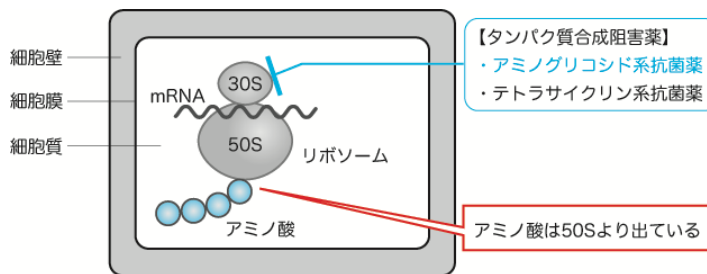 細胞壁
細胞膜
細胞質
mRNA
30S
50S
リボソーム
アミノ酸
【タンパク質合成阻害薬】
・アミノグリコシド系抗菌薬
・テトラサイクリン系抗菌薬
アミノ酸は50Sより出ている